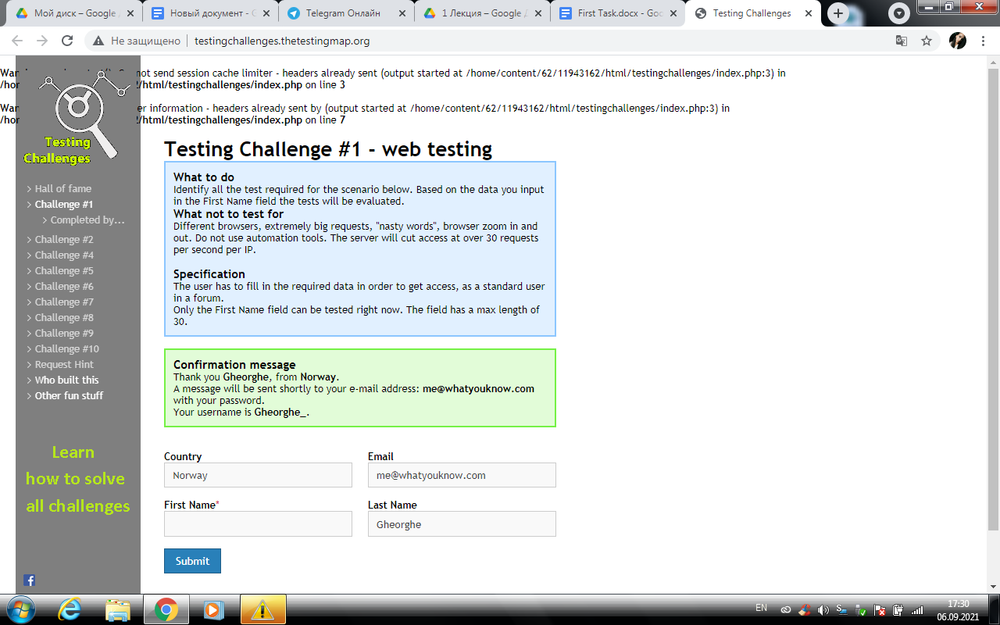 Мой диск – Google
Новый документ - G
Telegram Онлайн
1 Лекция – Google
First Task.docx - Goo
Testing Challenges
Не защищено
testingchallenges.thetestingmap.org
not send session cache limiter - headers already sent (output started at /home/content/62/11943162/html/testingchallenges/index.php:3) in
2/html/testingchallenges/index.php on line 3
er information - headers already sent by (output started at /home/content/62/11943162/html/testingchallenges/index.php:3) in
2/html/testingchallenges/index.php on line 7
Testing
Challenges
> Hall of fame
> Challenge #1
> Completed by...
> Challenge #2
> Challenge #4
> Challenge #5
> Challenge #6
> Challenge #7
> Challenge #8
> Challenge #9
> Challenge #10
> Request Hint
> Who built this
> Other fun stuff
Learn
how to solve
all challenges
Testing Challenge #1 - web testing
What to do
Identify all the test required for the scenario below. Based on the data you input
in the First Name field the tests will be evaluated.
What not to test for
Different browsers, extremely big requests, "nasty words", browser zoom in and
out. Do not use automation tools. The server will cut access at over 30 requests
per second per IP.
Specification
The user has to fill in the required data in order to get access, as a standard user
in a forum.
Only the First Name field can be tested right now. The field has a max length of
30.
Confirmation message
Thank you Gheorghe, from Norway.
A message will be sent shortly to your e-mail address: me@whatyouknow.com
with your password.
Your username is Gheorghe_.
Country
Email
Norway
me@whatyouknow.com
First Name*
Last Name
Gheorghe
Submit
EN
17:30
06.09.2021